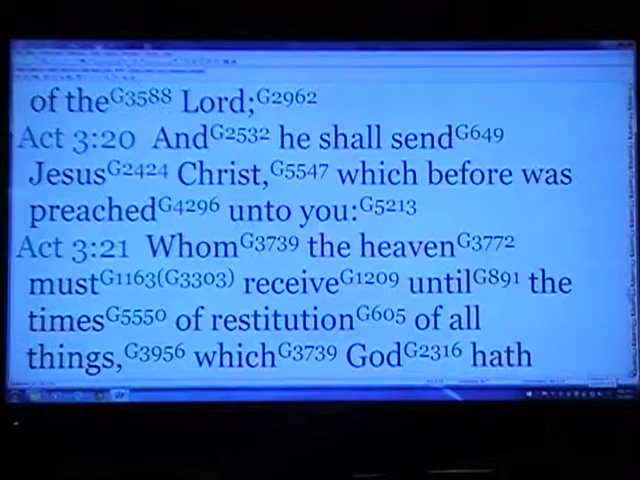 of the G3588 Lord; G2962
Act 3:20 And G2532 he shall send G649
Jesus G2424 Christ, G5547 which before was
preached G4296 unto you: G5213
Act 3:21 Whom G3739 the heaven G3772
must G1163(G3303) receive G1209 until G891 the
times G5550 of restitution G605 of all
things, G3956 which G3739 God G2316 hath